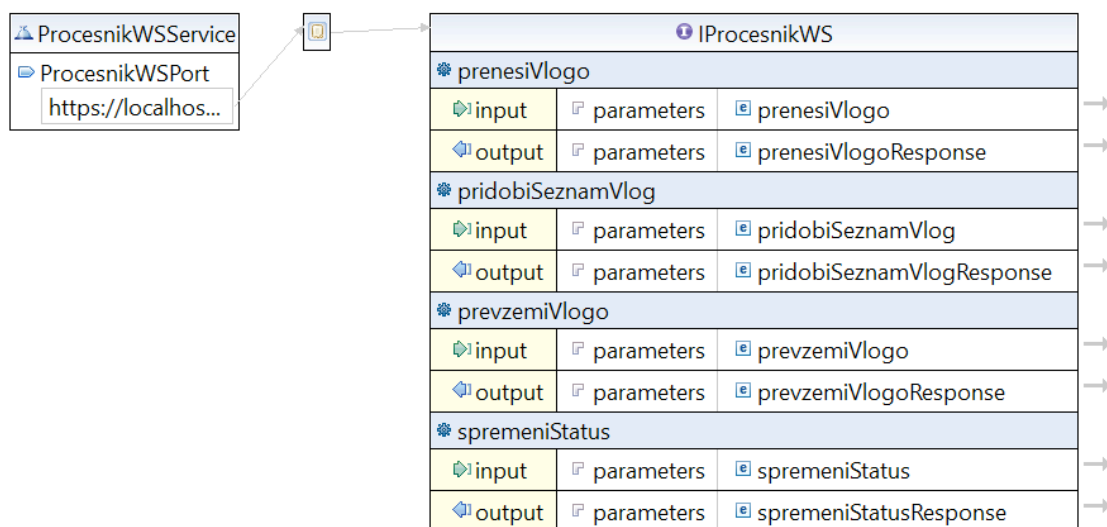 ProcesnikWSService
ProcesnikWSPort
https://localhos...
IProcesnikWS
prenesiVlogo
input parameters prenesiVlogo
output parameters prenesiVlogoResponse
pridobiSeznamVlog
input parameters pridobiSeznamVlog
output parameters pridobiSeznamVlogResponse
prevzemiVlogo
input parameters prevzemiVlogo
output parameters prevzemiVlogoResponse
spremeniStatus
input parameters spremeniStatus
output parameters spremeniStatusResponse